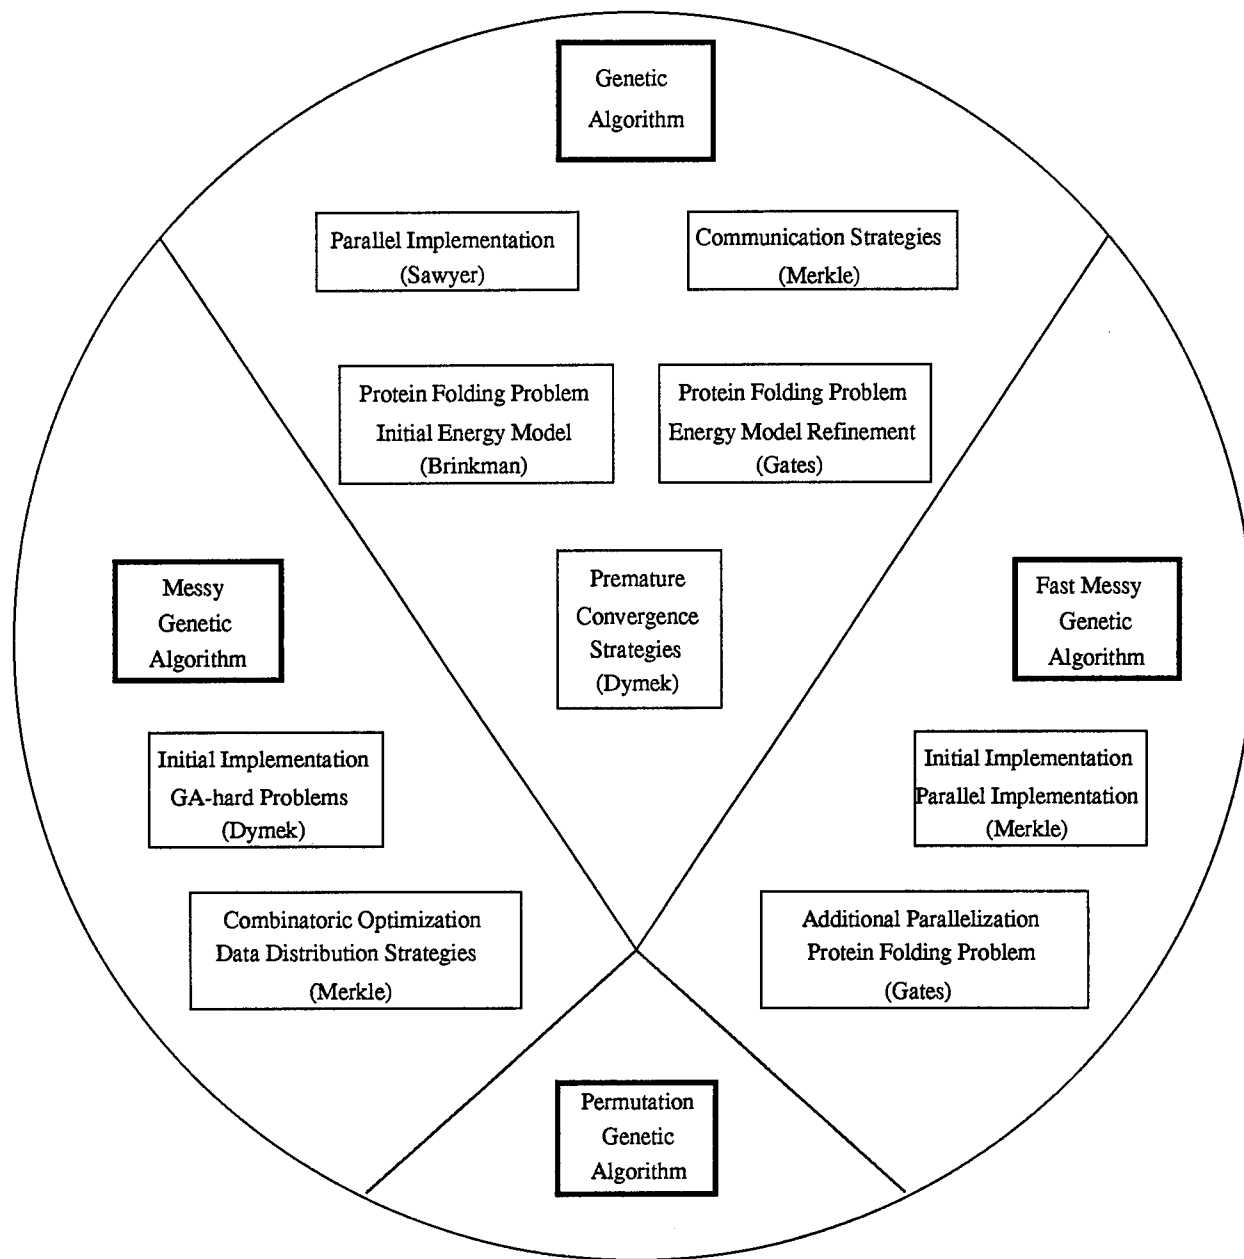 Genetic
Algorithm
Parallel Implementation
(Sawyer)
Communication Strategies
(Merkle)
Protein Folding Problem
Initial Energy Model
(Brinkman)
Protein Folding Problem
Energy Model Refinement
(Gates)
Premature
Convergence
Strategies
(Dymek)
Messy
Genetic
Algorithm
Initial Implementation
GA-hard Problems
(Dymek)
Combinatoric Optimization
Data Distribution Strategies
(Merkle)
Fast Messy
Genetic
Algorithm
Initial Implementation
Parallel Implementation
(Merkle)
Additional Parallelization
Protein Folding Problem
(Gates)
Permutation
Genetic
Algorithm